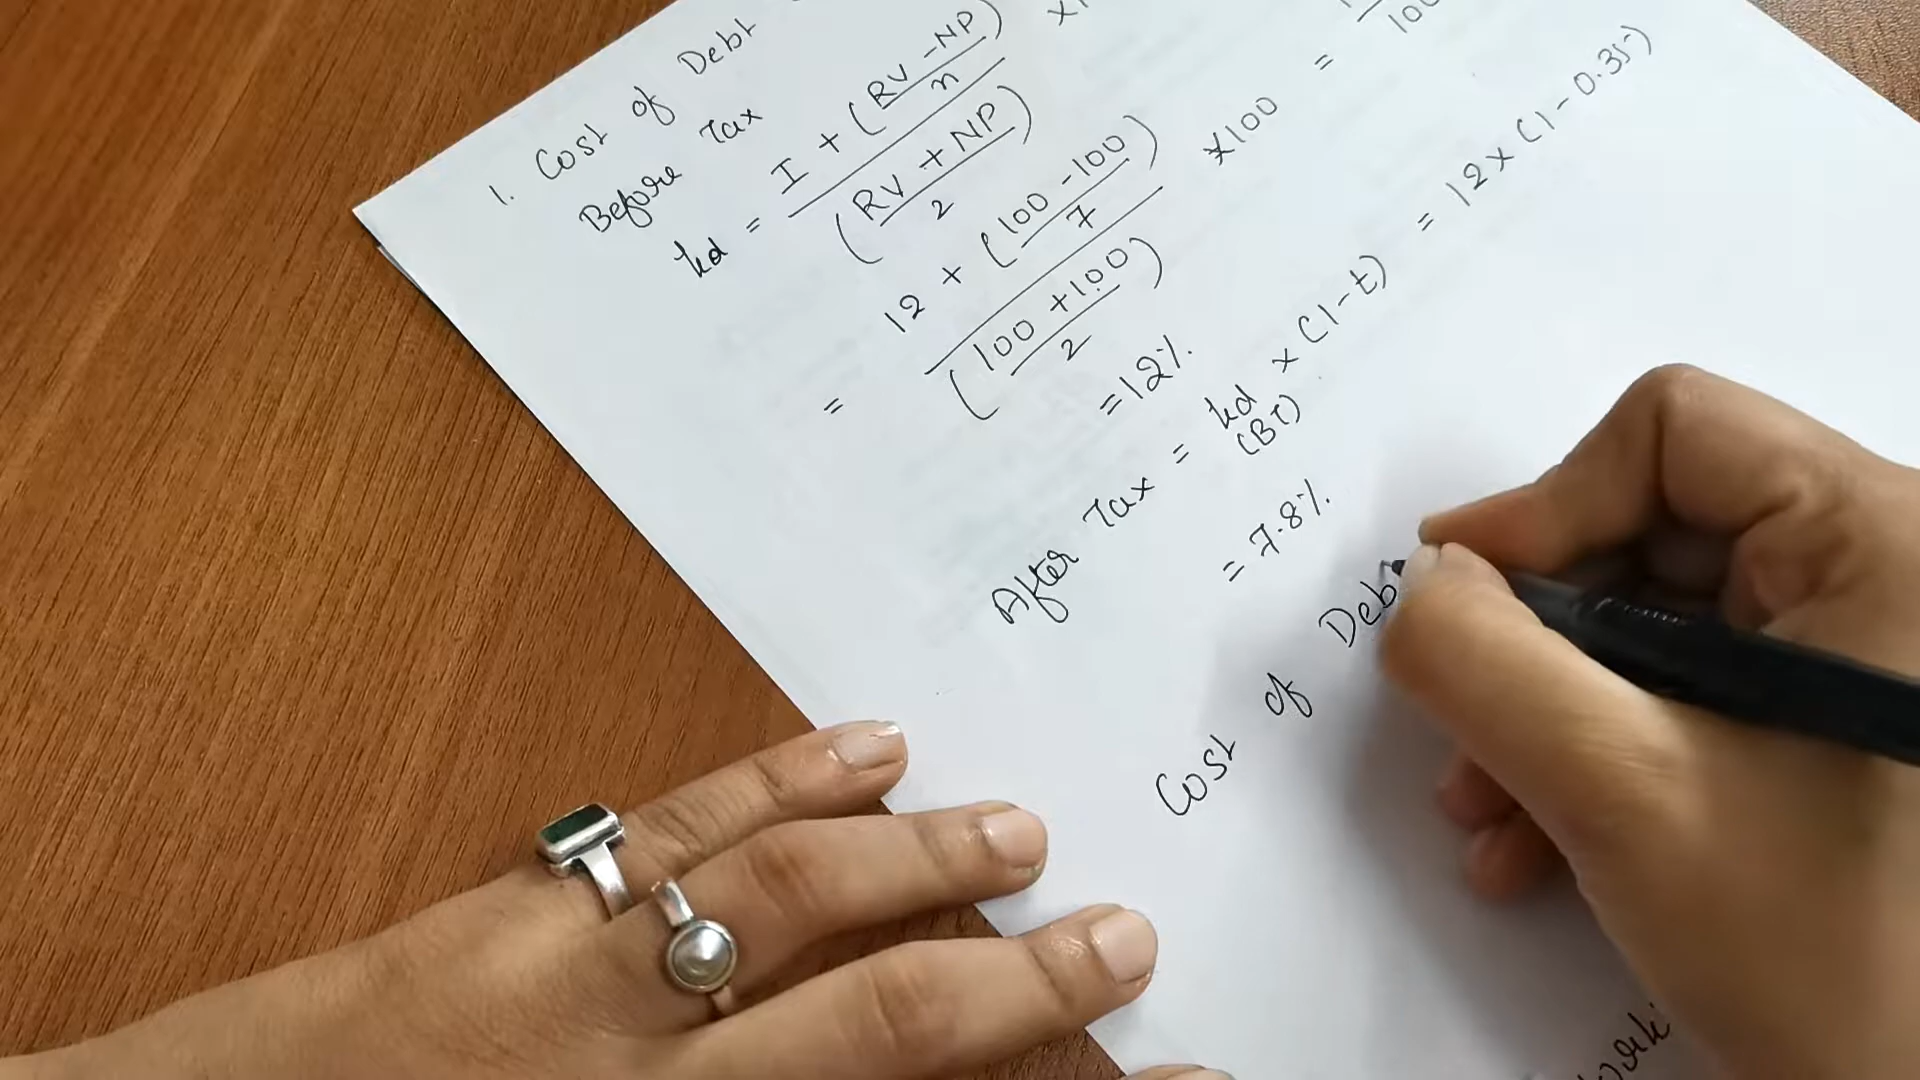 1. Cost of Debt
Before Tax
kd = I + (RV - NP / n) / (RV + NP / 2)
= 12 + (100 - 100 / 7) / (100 + 100 / 2) × 100 =
= 12%
After Tax = kd (BT) × (1 - t) = 12 × (1 - 0.35)
= 7.8%
Cost of Deb